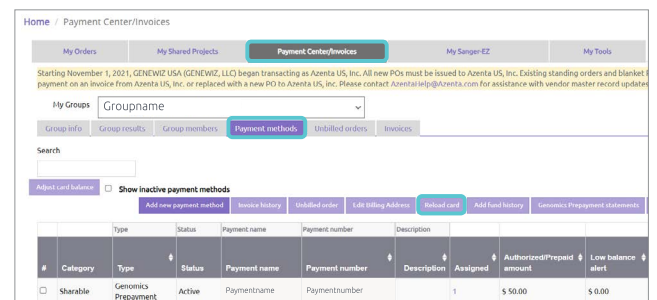 Home / Payment Center/Invoices
My Orders My Shared Projects Payment Center/Invoices My Sanger-EZ My Tools
Starting November 1, 2021, GENEWIZ USA (GENEWIZ, LLC) began transacting as Azenta US, Inc. All new POs must be issued to Azenta US, Inc. Existing standing orders and blanket
payment on an invoice from Azenta US, Inc. or replaced with a new PO to Azenta US, Inc. Please contact AzentaHelp@Azenta.com for assistance with vendor master record updates
My Groups Groupname
Group info Group results Group members Payment methods Unbilled orders Invoices
Search
Adjust card balance Show inactive payment methods
Add new payment method Invoice history Unbilled order Edit Billing Address Reload card Add fund history Genomics Prepayment statements
Type Status Payment name Payment number Description
# Category Type Status Payment name Payment number Description Assigned Authorized/Prepaid amount Low balance alert
Sharable Genomics Prepayment Active Paymentname Paymentnumber 1 $ 50.00 $ 0.00